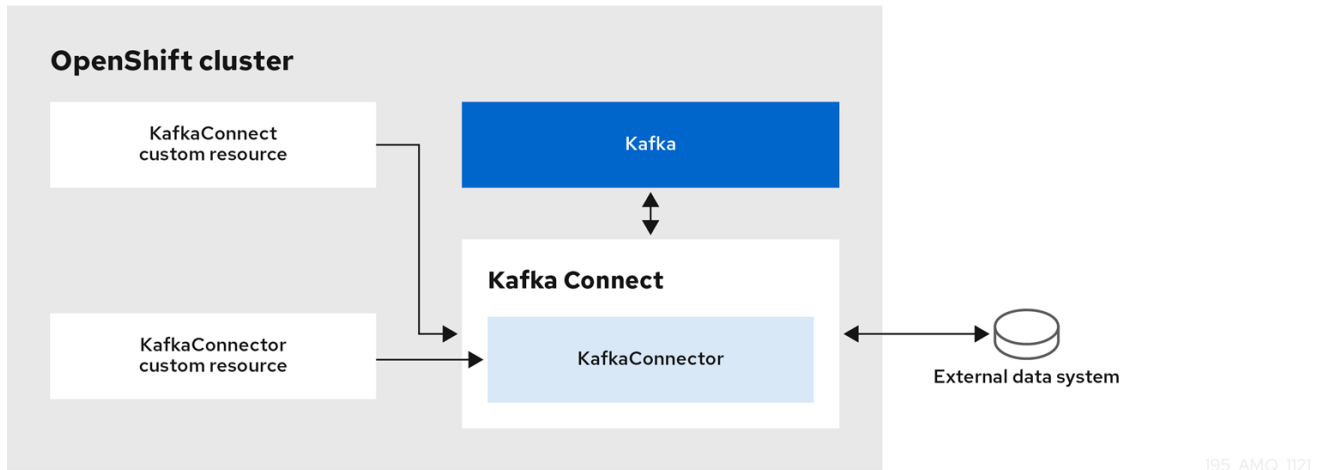 OpenShift cluster
KafkaConnect
custom resource
Kafka
Kafka Connect
KafkaConnector
custom resource
KafkaConnector
External data system
195_AMQ_1121